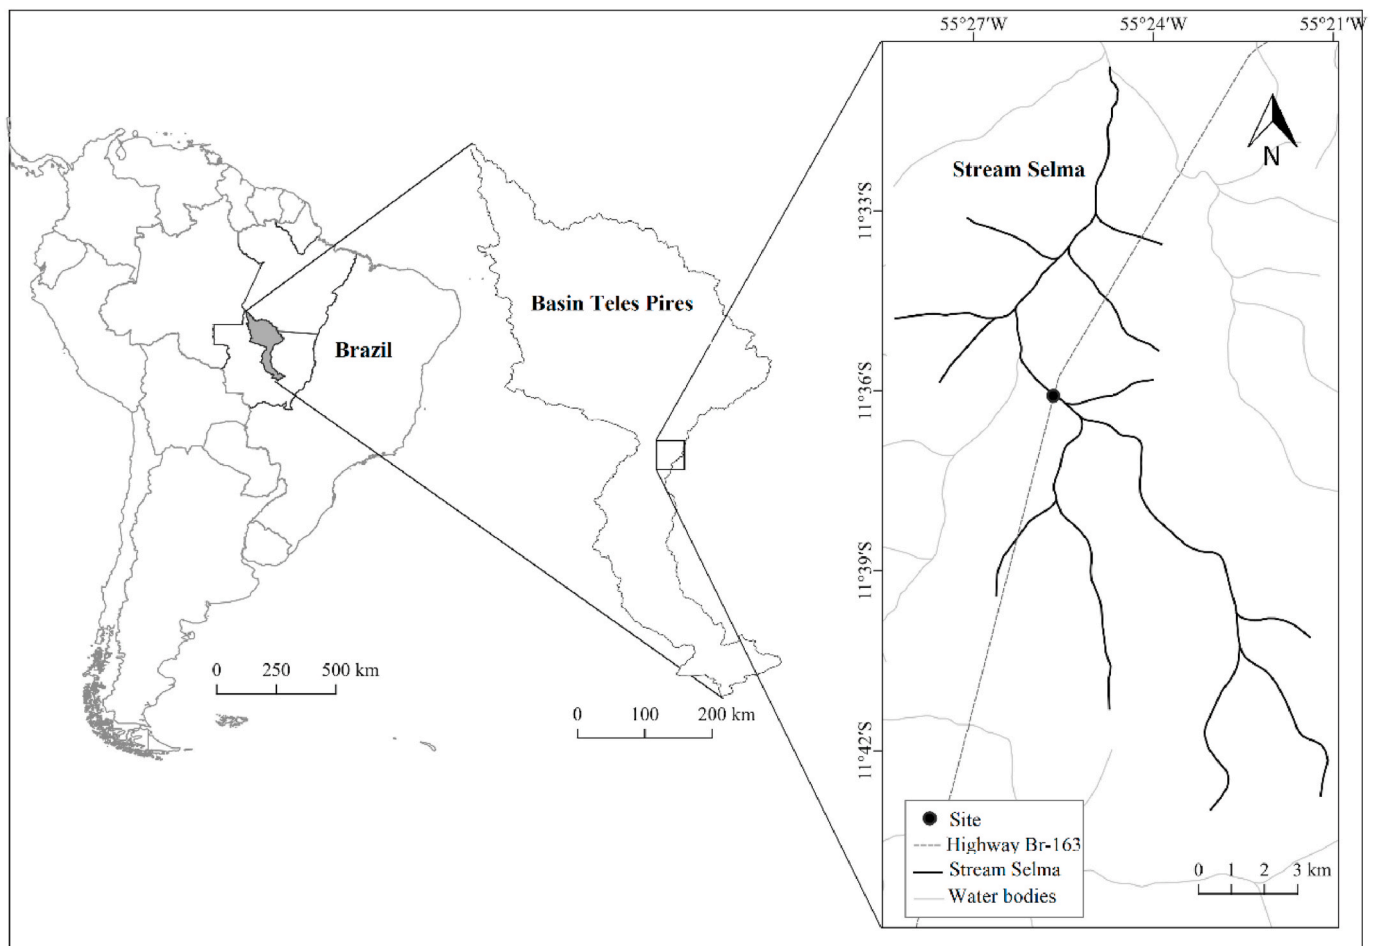 55°27'W 55°24'W 55°21'W
N
Stream Selma
11°33'S
Basin Teles Pires
Brazil
11°36'S
11°39'S
0 250 500 km
0 100 200 km
11°42'S
Site
Highway Br-163
Stream Selma
Water bodies
0 1 2 3 km